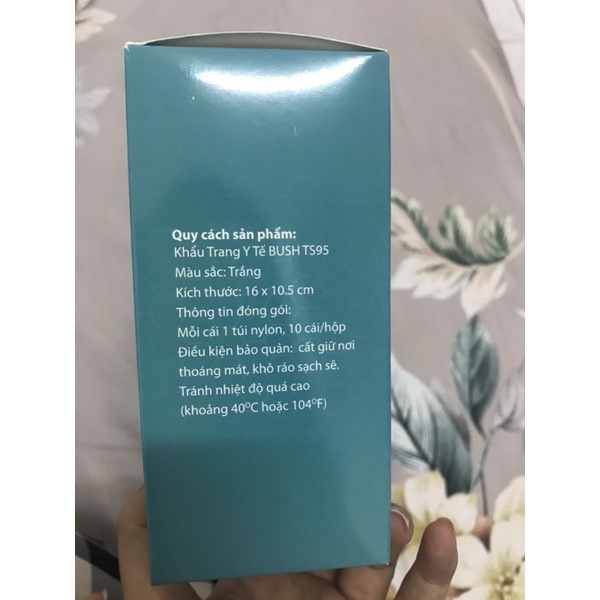 Quy cách sản phẩm:
Khẩu Trang Y Tế BUSH TS95
Màu sắc: Trắng
Kích thước: 16 x 10.5 cm
Thông tin đóng gói:
Mỗi cái 1 túi nylon, 10 cái/hộp
Điều kiện bảo quản: cất giữ nơi
thoáng mát, khô ráo sạch sẽ.
Tránh nhiệt độ quá cao
(khoảng 40⁰C hoặc 104⁰F)